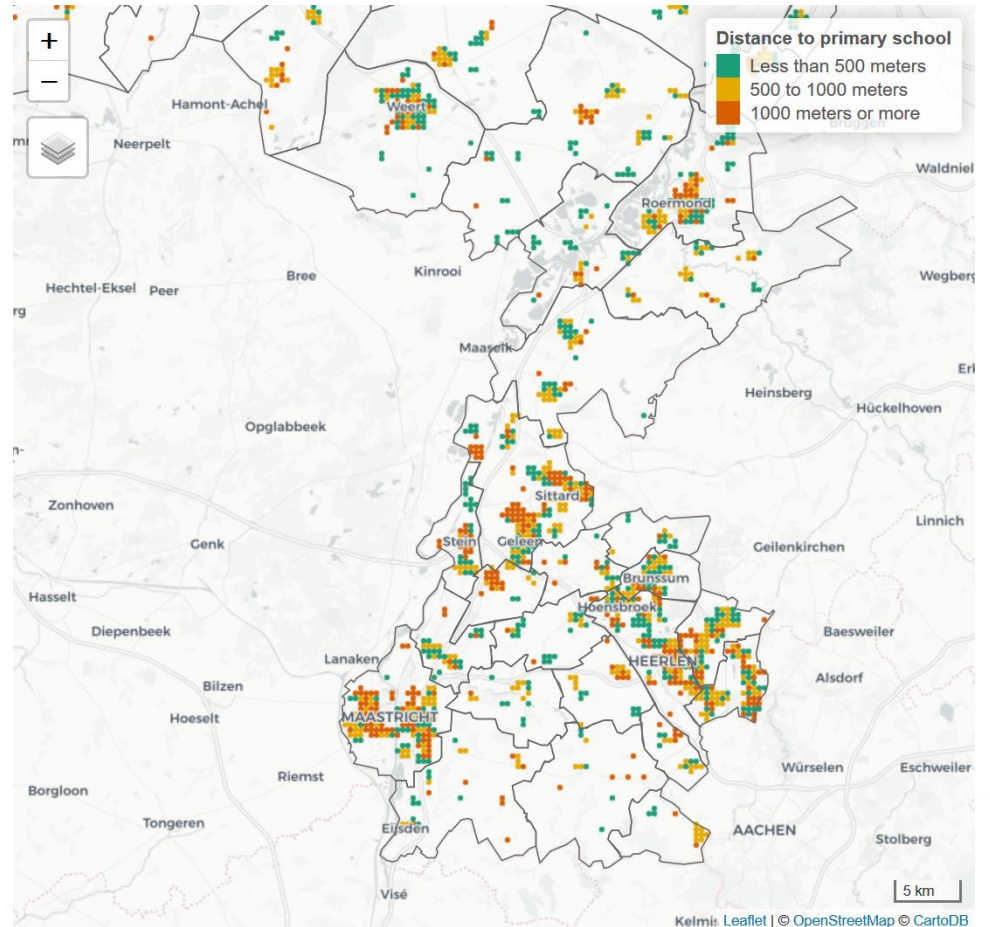 +
−
Distance to primary school
Less than 500 meters
500 to 1000 meters
1000 meters or more
Hamont-Achel
Weert
Brüggen
Neerpelt
Waldniel
Roermond
Kinrooi
Bree
Hechtel-Eksel
Peer
Wegberg
Maaseik
Heinsberg
Hückelhoven
Opglabbeek
Sittard
Zonhoven
Linnich
Genk
Stein
Geleen
Geilenkirchen
Brunssum
Hasselt
Hoensbroek
Diepenbeek
Baesweiler
Lanaken
HEERLEN
Alsdorf
Bilzen
MAASTRICHT
Hoeselt
Riemst
Würselen
Eschweiler
Borgloon
Tongeren
Eijsden
AACHEN
Stolberg
Visé
5 km
Kelmis
Leaflet | © OpenStreetMap © CartoDB